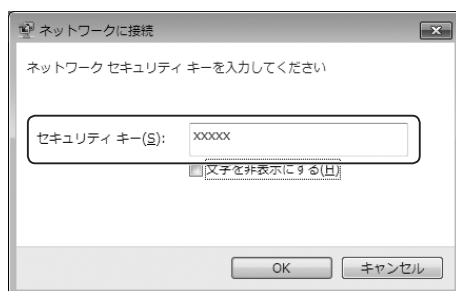 ネットワークに接続
ネットワーク セキュリティ キーを入力してください
セキュリティ キー(S): xxxxx
文字を非表示にする(H)
OK キャンセル